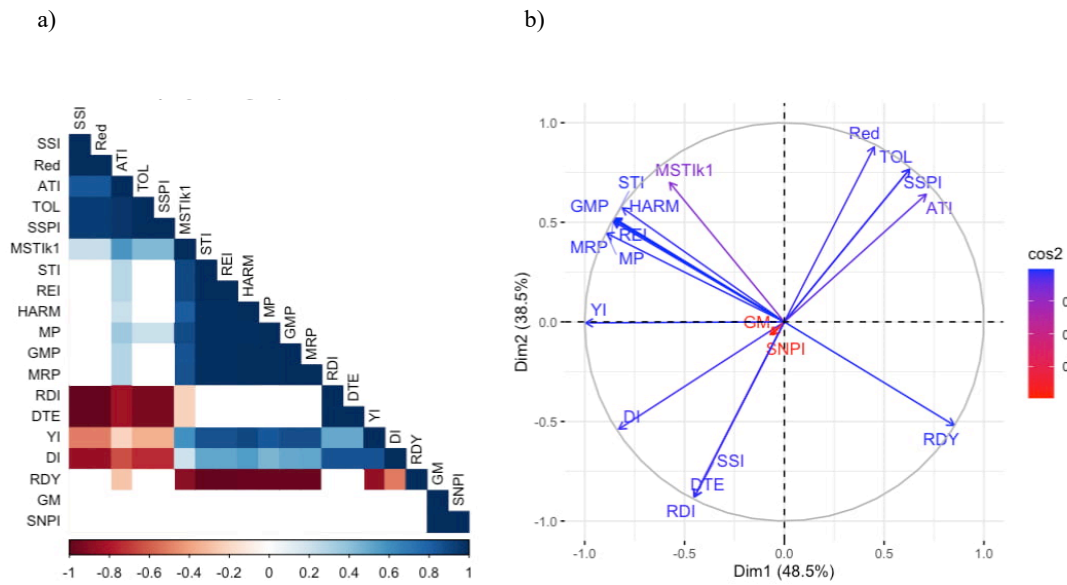 a)
b)
SSI
Red
ATI
TOL
SSPI
MSTIk1
STI
REI
HARM
MP
GMP
MRP
RDI
DTE
YI
DI
RDY
GM
SNPI
SSI
Red
ATI
TOL
SSPI
MSTIk1
STI
REI
HARM
MP
GMP
MRP
RDI
DTE
YI
DI
RDY
GM
SNPI
-1 -0.8 -0.6 -0.4 -0.2 0 0.2 0.4 0.6 0.8 1
Dim2 (38.5%)
1.0
0.5
0.0
-0.5
-1.0
Red
TOL
SSPI
ATI
MSTIk1
STI
GMP
HARM
REI
MRP
MP
YI
GM
SNPI
DI
SSI
DTE
RDI
RDY
-1.0 -0.5 0.0 0.5 1.0
Dim1 (48.5%)
cos2
0
0
0